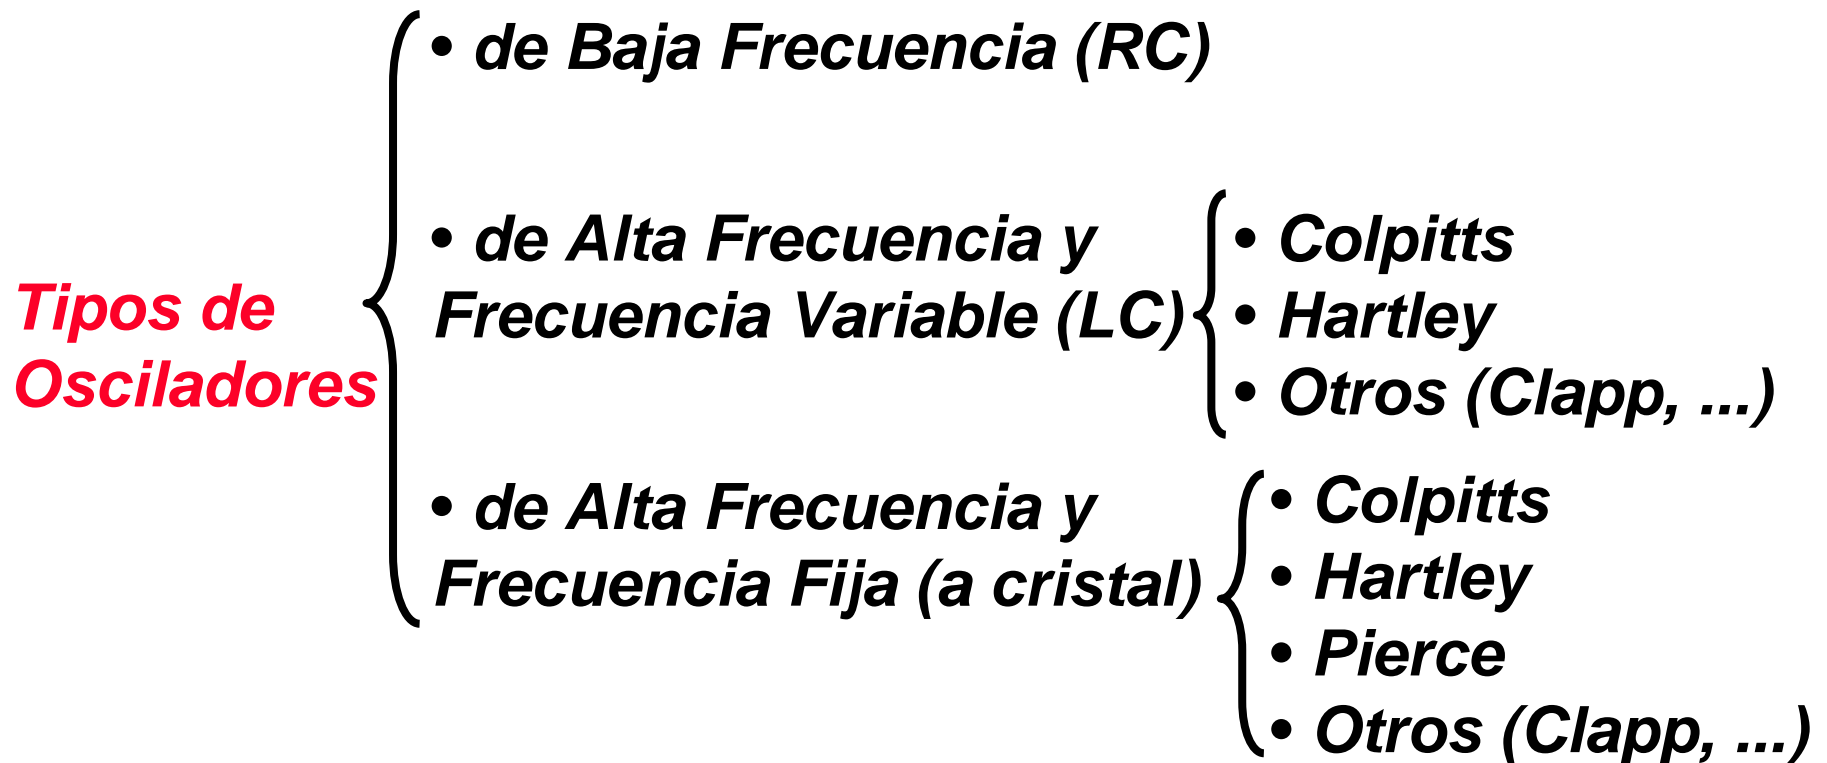 Tipos de
Osciladores
• de Baja Frecuencia (RC)
• de Alta Frecuencia y
Frecuencia Variable (LC)
• Colpitts
• Hartley
• Otros (Clapp, ...)
• de Alta Frecuencia y
Frecuencia Fija (a cristal)
• Colpitts
• Hartley
• Pierce
• Otros (Clapp, ...)